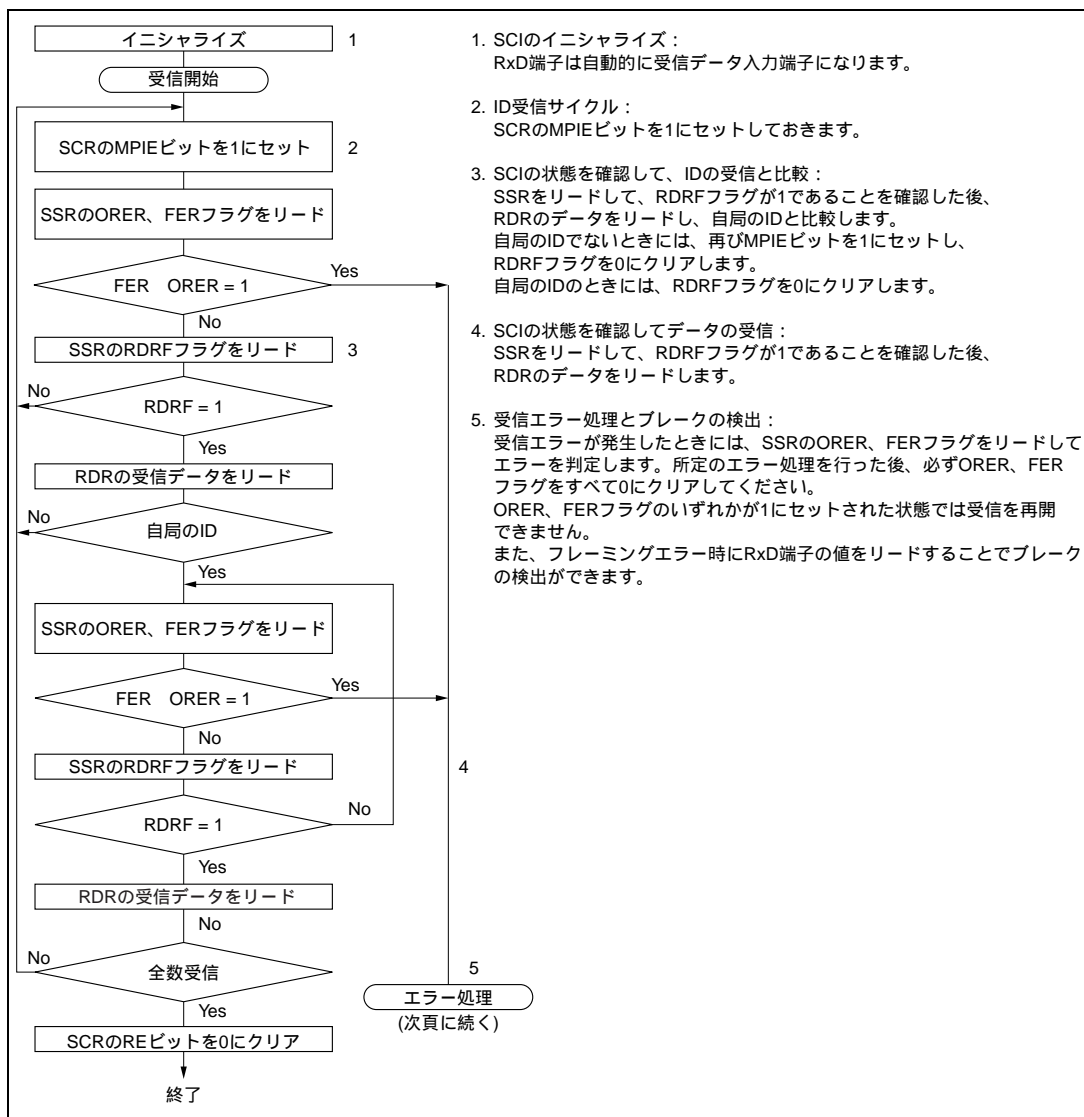 イニシャライズ 1
受信開始
SCRのMPIEビットを1にセット 2
SSRのORER、FERフラグをリード
FER ORER = 1
Yes
No
SSRのRDRFフラグをリード 3
No
RDRF = 1
Yes
RDRの受信データをリード
No
自局のID
Yes
SSRのORER、FERフラグをリード
FER ORER = 1
Yes
No
SSRのRDRFフラグをリード
4
RDRF = 1
No
Yes
RDRの受信データをリード
No
No
全数受信
Yes
SCRのREビットを0にクリア
終了
5
エラー処理
(次頁に続く)
1. SCIのイニシャライズ：
RxD端子は自動的に受信データ入力端子になります。
2. ID受信サイクル：
SCRのMPIEビットを1にセットしておきます。
3. SCIの状態を確認して、IDの受信と比較：
SSRをリードして、RDRFフラグが1であることを確認した後、
RDRのデータをリードし、自局のIDと比較します。
自局のIDでないときには、再びMPIEビットを1にセットし、
RDRFフラグを0にクリアします。
自局のIDのときには、RDRFフラグを0にクリアします。
4. SCIの状態を確認してデータの受信：
SSRをリードして、RDRFフラグが1であることを確認した後、
RDRのデータをリードします。
5. 受信エラー処理とブレークの検出：
受信エラーが発生したときには、SSRのORER、FERフラグをリードして
エラーを判定します。所定のエラー処理を行った後、必ずORER、FER
フラグをすべて0にクリアしてください。
ORER、FERフラグのいずれかが1にセットされた状態では受信を再開
できません。
また、フレーミングエラー時にRxD端子の値をリードすることでブレーク
の検出ができます。